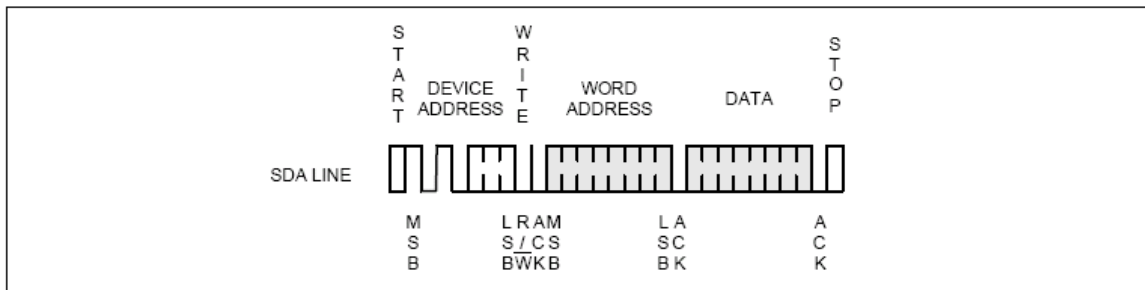 START
DEVICE
ADDRESS
WRITE
WORD
ADDRESS
DATA
STOP
SDA LINE
MSB
LSB
R/W
ACK
MSB
LSB
ACK
ACK